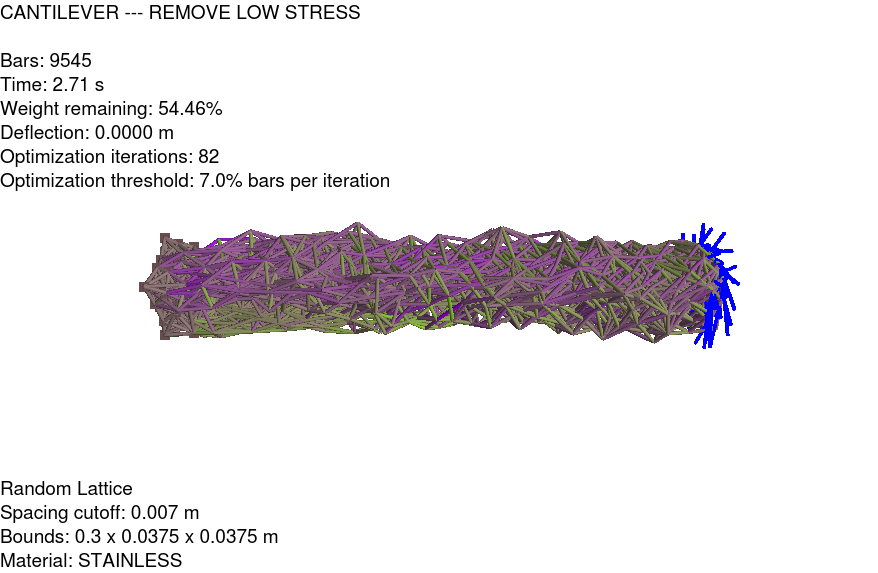 CANTILEVER --- REMOVE LOW STRESS
Bars: 9545
Time: 2.71 s
Weight remaining: 54.46%
Deflection: 0.0000 m
Optimization iterations: 82
Optimization threshold: 7.0% bars per iteration
Random Lattice
Spacing cutoff: 0.007 m
Bounds: 0.3 x 0.0375 x 0.0375 m
Material: STAINLESS